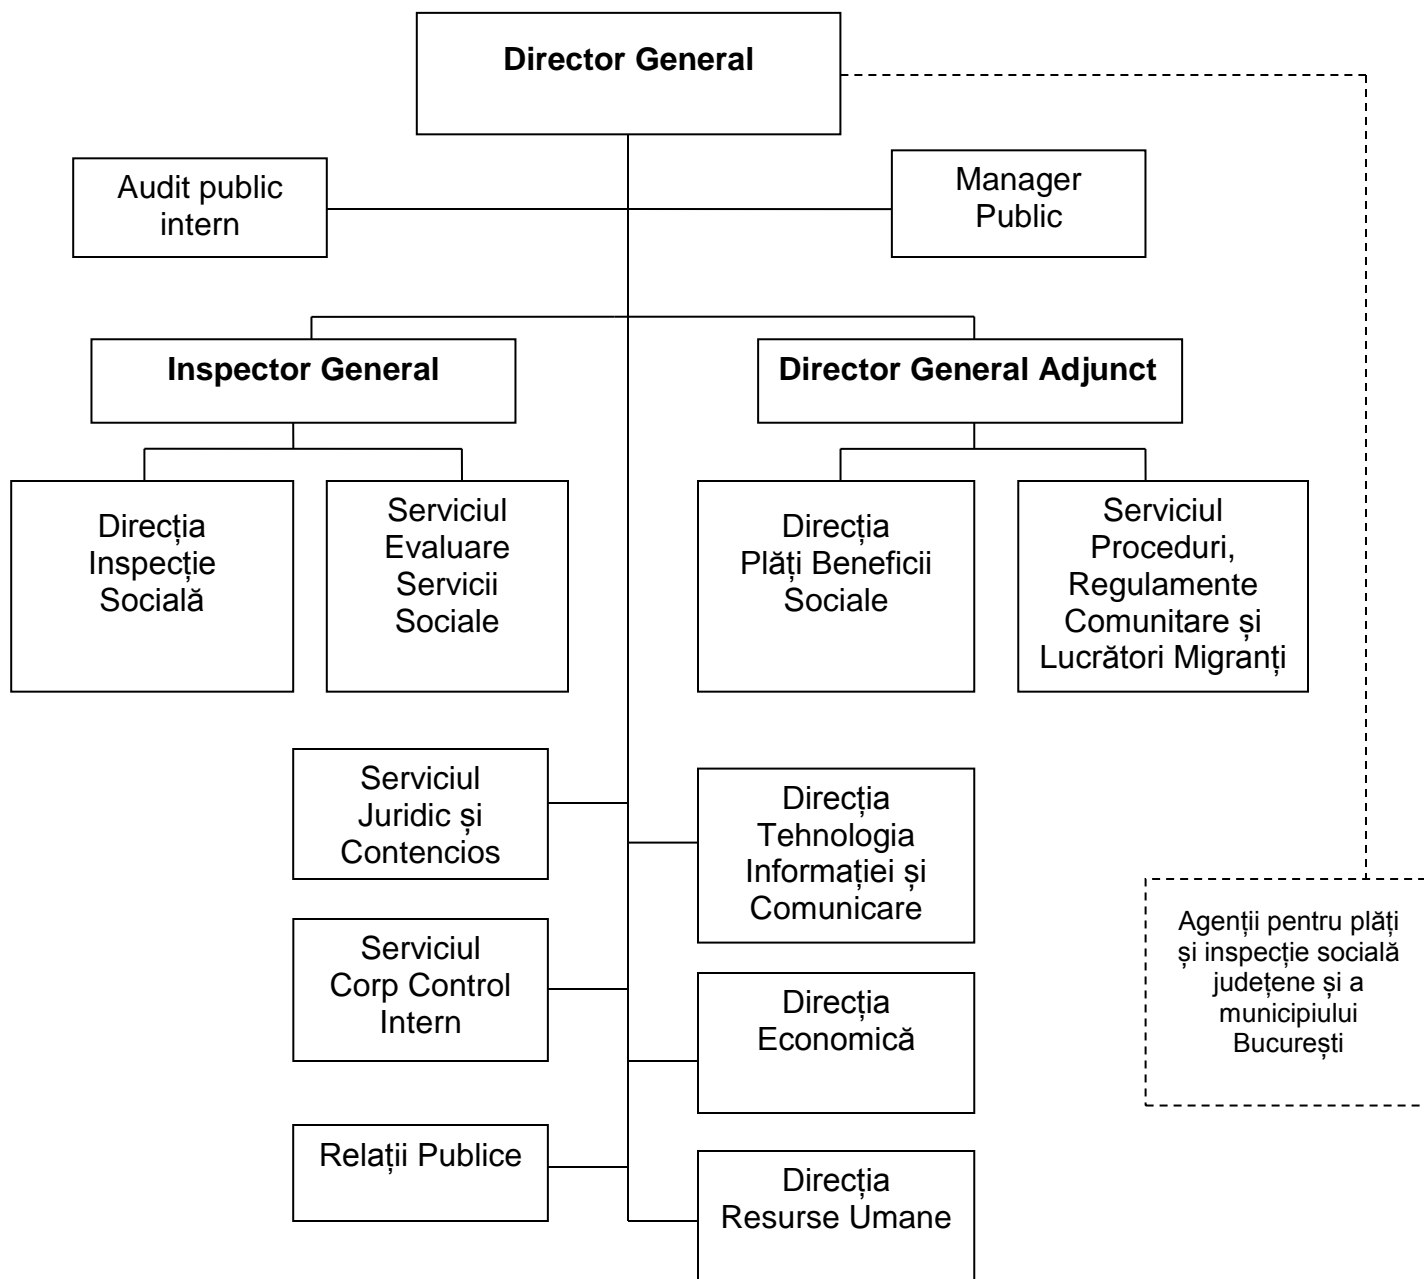 Director General
Audit public
intern
Manager
Public
Inspector General
Director General Adjunct
Direcția
Inspecție
Socială
Serviciul
Evaluare
Servicii
Sociale
Direcția
Plăți Beneficii
Sociale
Serviciul
Proceduri,
Regulamente
Comunitare și
Lucrători Migranți
Serviciul
Juridic și
Contencios
Direcția
Tehnologia
Informației și
Comunicare
Serviciul
Corp Control
Intern
Direcția
Economică
Agenții pentru plăți
și inspecție socială
județene și a
municipiului
București
Relații Publice
Direcția
Resurse Umane